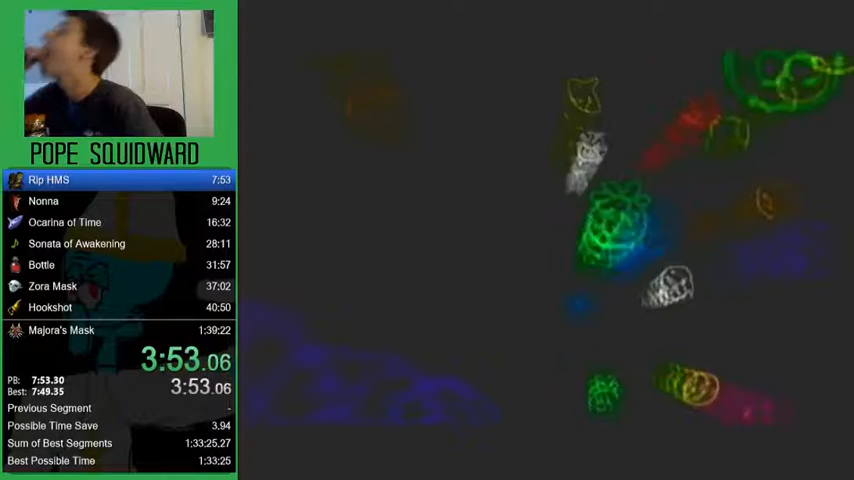 POPE SQUIDWARD
Rip HMS 7:53
Nonna 9:24
Ocarina of Time 16:32
Sonata of Awakening 28:11
Bottle 31:57
Zora Mask 37:02
Hookshot 40:50
Majora's Mask 1:39:22
3:53.06
PB: 7:53.30
Best: 7:49.35
3:53.06
Previous Segment -
Possible Time Save 3.94
Sum of Best Segments 1:33:25.27
Best Possible Time 1:33:25